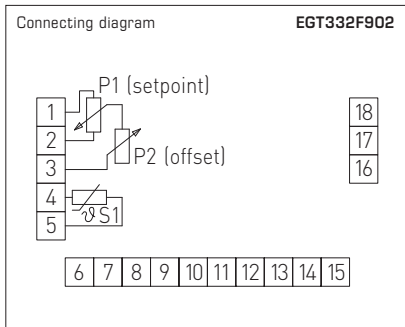 Connecting diagram EGT332F902
P1 (setpoint)
1 18
2 17
3 P2 (offset) 16
4 ϑ S1
5
6 7 8 9 10 11 12 13 14 15